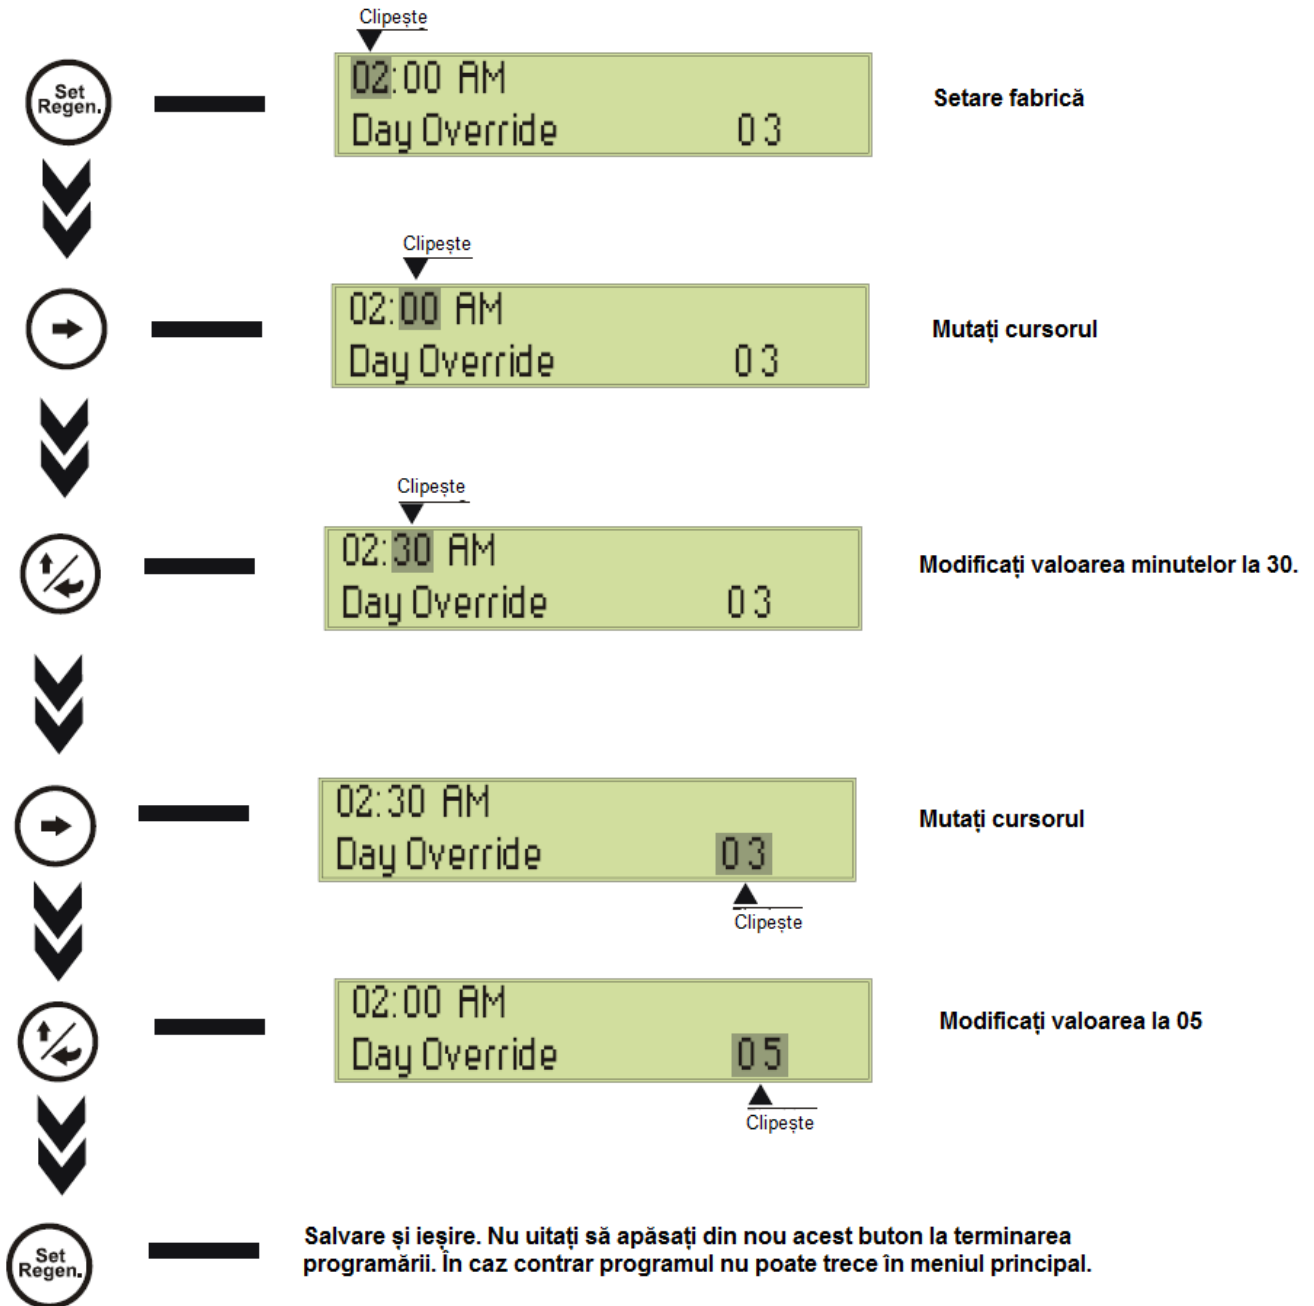 Clipește
Set
Regen.
02:00 AM
Day Override 03
Setare fabrică
Clipește
02:00 AM
Day Override 03
Mutați cursorul
Clipește
02:30 AM
Day Override 03
Modificați valoarea minutelor la 30.
02:30 AM
Day Override 03
Mutați cursorul
Clipește
02:00 AM
Day Override 05
Modificați valoarea la 05
Clipește
Set
Regen.
Salvare și ieșire. Nu uitați să apăsați din nou acest buton la terminarea
programării. În caz contrar programul nu poate trece în meniul principal.